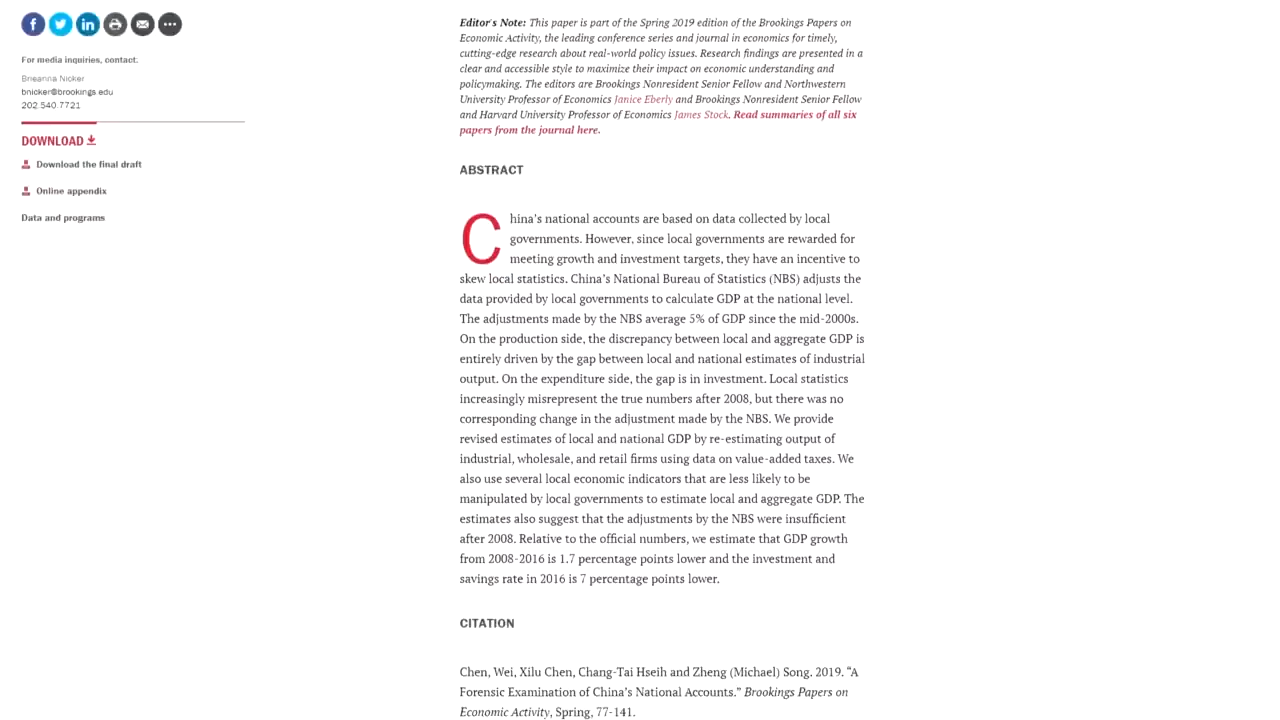 For media inquiries, contact:
Brieanna Nicker
bnicker@brookings.edu
202.540.7721
DOWNLOAD
Download the final draft
Online appendix
Data and programs
Editor's Note: This paper is part of the Spring 2019 edition of the Brookings Papers on
Economic Activity, the leading conference series and journal in economics for timely,
cutting-edge research about real-world policy issues. Research findings are presented in a
clear and accessible style to maximize their impact on economic understanding and
policymaking. The editors are Brookings Nonresident Senior Fellow and Northwestern
University Professor of Economics Janice Eberly and Brookings Nonresident Senior Fellow
and Harvard University Professor of Economics James Stock. Read summaries of all six
papers from the journal here.
ABSTRACT
China's national accounts are based on data collected by local
governments. However, since local governments are rewarded for
meeting growth and investment targets, they have an incentive to
skew local statistics. China's National Bureau of Statistics (NBS) adjusts the
data provided by local governments to calculate GDP at the national level.
The adjustments made by the NBS average 5% of GDP since the mid-2000s.
On the production side, the discrepancy between local and aggregate GDP is
entirely driven by the gap between local and national estimates of industrial
output. On the expenditure side, the gap is in investment. Local statistics
increasingly misrepresent the true numbers after 2008, but there was no
corresponding change in the adjustment made by the NBS. We provide
revised estimates of local and national GDP by re-estimating output of
industrial, wholesale, and retail firms using data on value-added taxes. We
also use several local economic indicators that are less likely to be
manipulated by local governments to estimate local and aggregate GDP. The
estimates also suggest that the adjustments by the NBS were insufficient
after 2008. Relative to the official numbers, we estimate that GDP growth
from 2008-2016 is 1.7 percentage points lower and the investment and
savings rate in 2016 is 7 percentage points lower.
CITATION
Chen, Wei, Xilu Chen, Chang-Tai Hseih and Zheng (Michael) Song. 2019. “A
Forensic Examination of China's National Accounts.” Brookings Papers on
Economic Activity, Spring, 77-141.